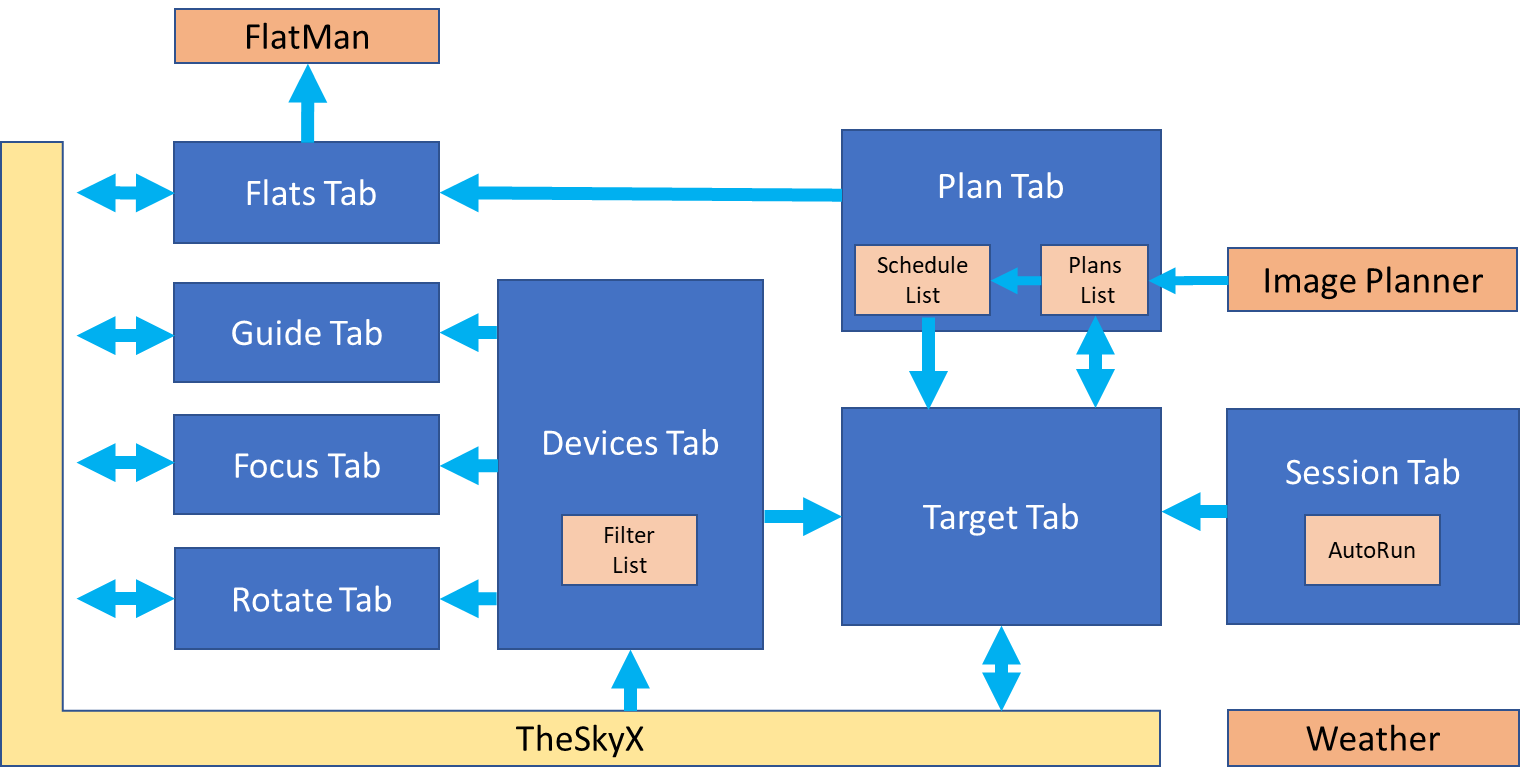 FlatMan
Flats Tab
Plan Tab
Schedule
List
Plans
List
Image Planner
Guide Tab
Devices Tab
Focus Tab
Filter
List
Target Tab
Session Tab
AutoRun
Rotate Tab
TheSkyX
Weather